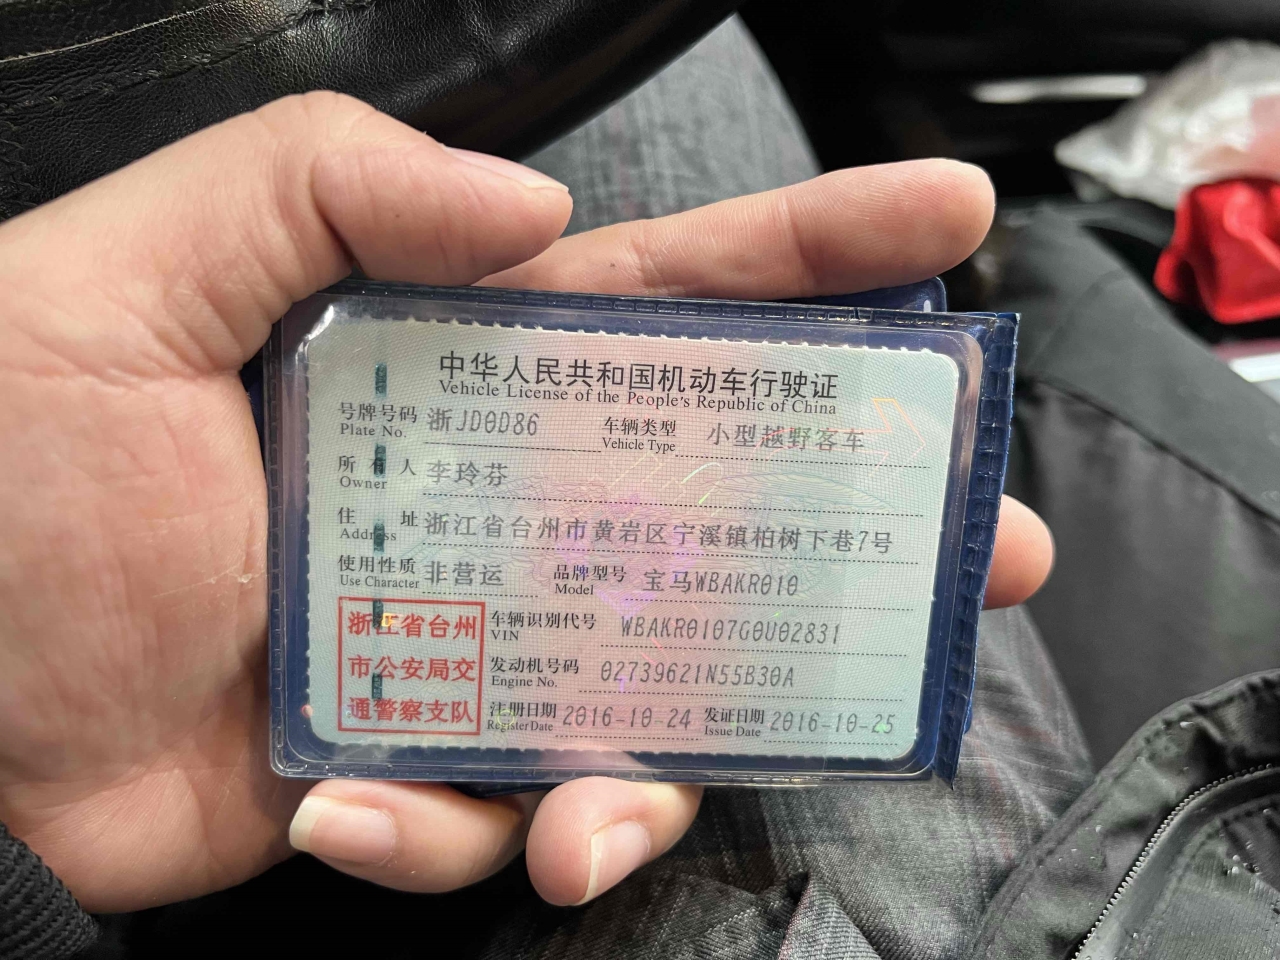 中华人民共和国机动车行驶证
Vehicle License of the People's Republic of China
号牌号码 浙JD0D86 车辆类型 小型越野客车
Plate No. Vehicle Type
所有人 李玲芬
Owner
住址 浙江省台州市黄岩区宁溪镇柏树下巷7号
Address
使用性质 非营运 品牌型号 宝马WBAKR010
Use Character Model
浙江省台州 车辆识别代号 WBAKR0107G0U02831
VIN
市公安局交 发动机号码 02739621N55B30A
Engine No.
通警察支队 注册日期 2016-10-24 发证日期 2016-10-25
Register Date Issue Date